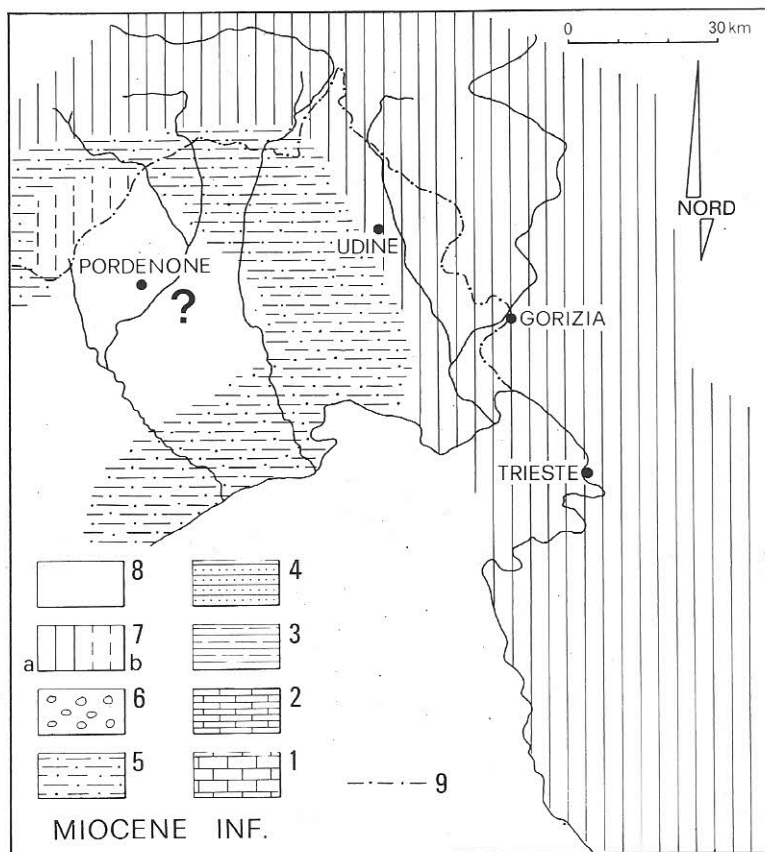 0 30 km
NORD
UDINE
PORDENONE
?
GORIZIA
TRIESTE
8 4
a 7 b 3
6 2
5 1
9
MIOCENE INF.